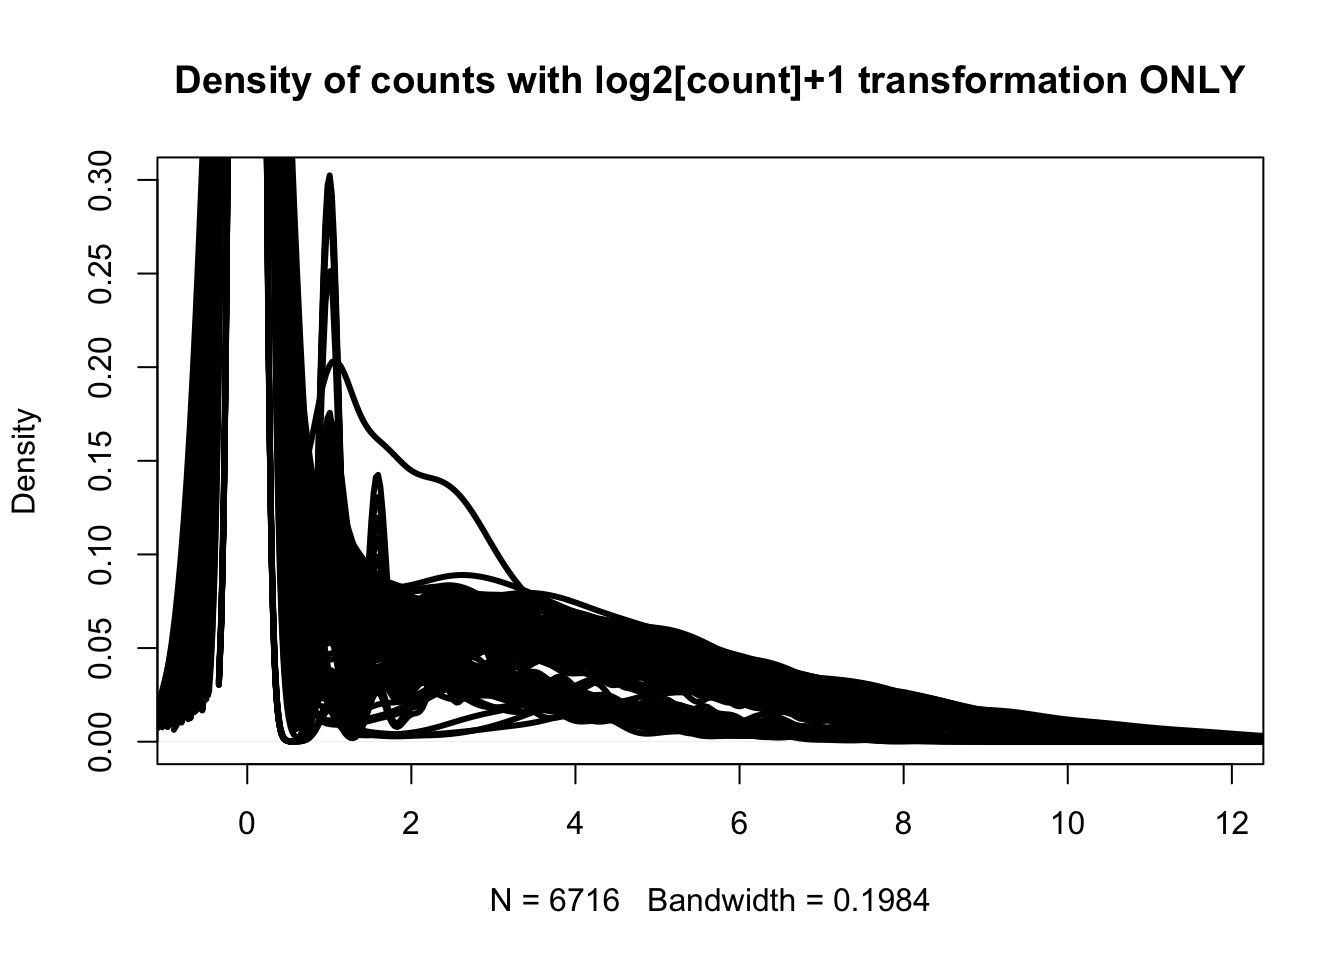 Density of counts with log2[count]+1 transformation ONLY
Density
0.30
0.25
0.20
0.15
0.10
0.05
0.00
0 2 4 6 8 10 12
N = 6716 Bandwidth = 0.1984